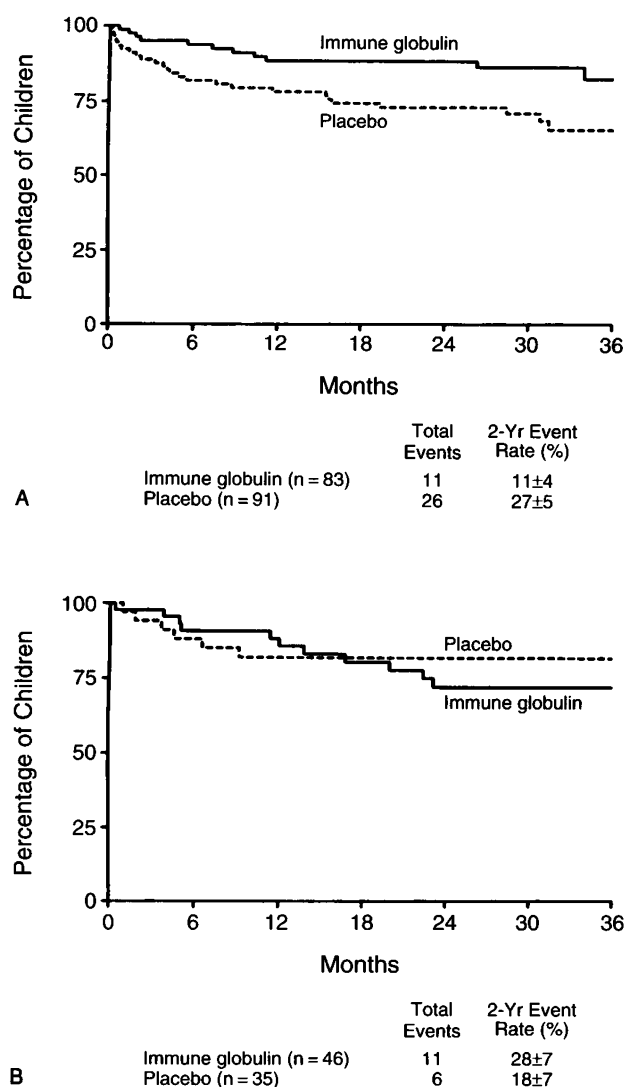 100
75
50
25
0
Percentage of Children
Immune globulin
Placebo
0 6 12 18 24 30 36
Months
Total 2-Yr Event
Events Rate (%)
Immune globulin (n = 83) 11 11±4
Placebo (n = 91) 26 27±5
A
100
75
50
25
0
Percentage of Children
Placebo
Immune globulin
0 6 12 18 24 30 36
Months
Total 2-Yr Event
Events Rate (%)
Immune globulin (n = 46) 11 28±7
Placebo (n = 35) 6 18±7
B